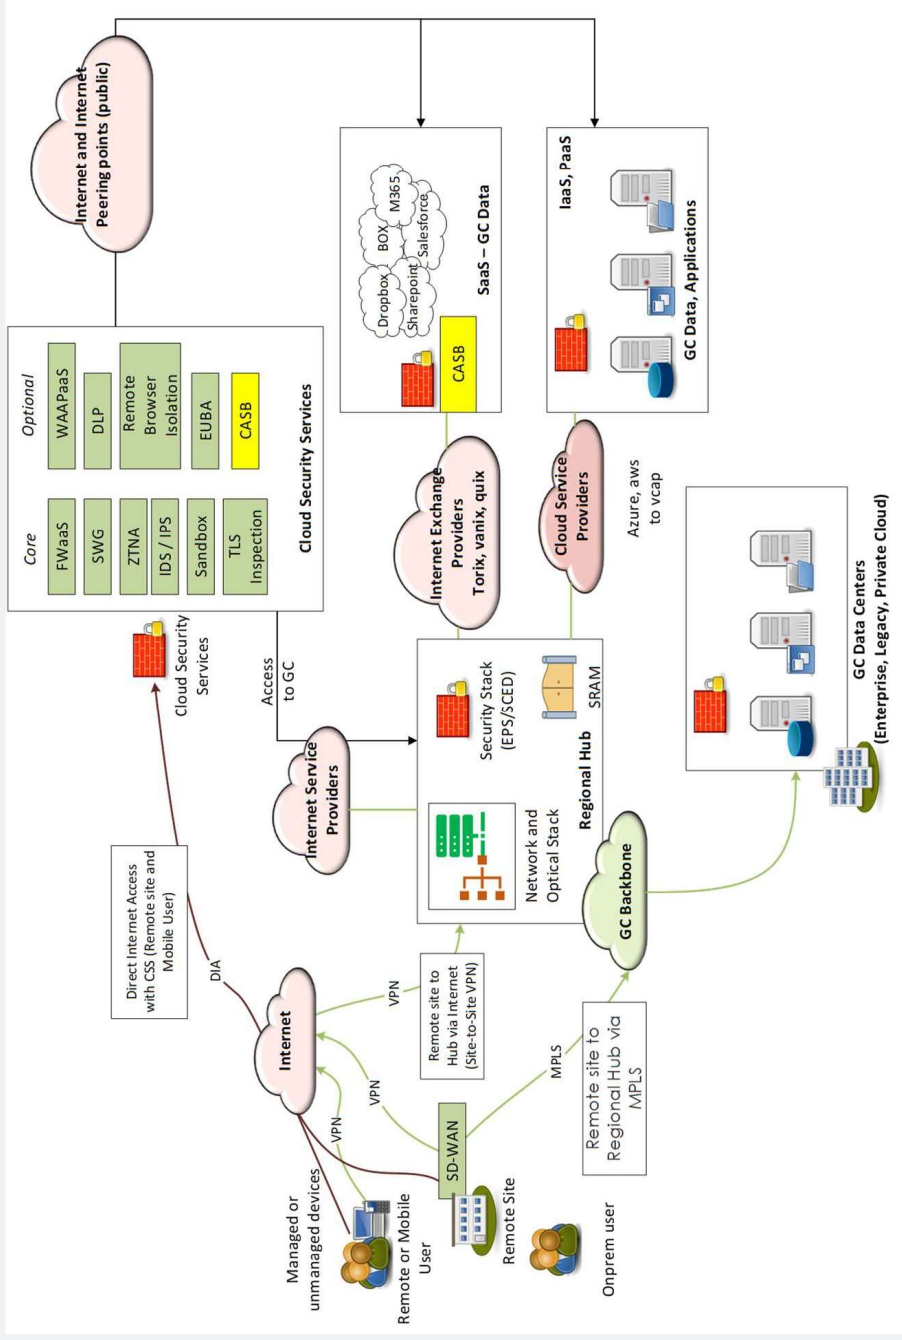 Managed or
unmanaged devices
Remote or Mobile
User
Remote Site
Onprem user
SD-WAN
VPN
VPN
MPLS
Internet
DIA
VPN
Direct Internet Access
with CSS (Remote site and
Mobile User)
Remote site to
Hub via Internet
(Site-to-Site VPN)
Remote site to
Regional Hub via
MPLS
Cloud Security
Services
Access
to GC
Internet Service
Providers
Network and
Optical Stack
Security Stack
(EPS/SCED)
SRAM
Regional Hub
GC Backbone
Core
FWaaS
SWG
ZTNA
IDS / IPS
Sandbox
TLS
Inspection
Optional
WAAPaaS
DLP
Remote
Browser
Isolation
EUBA
CASB
Cloud Security Services
Internet Exchange
Providers
Torix, vanix, quix
Cloud Service
Providers
Azure, aws
to vcap
GC Data Centers
(Enterprise, Legacy, Private Cloud)
Internet and Internet
Peering points (public)
CASB
Dropbox
BOX
M365
Sharepoint
Salesforce
SaaS – GC Data
IaaS, PaaS
GC Data, Applications